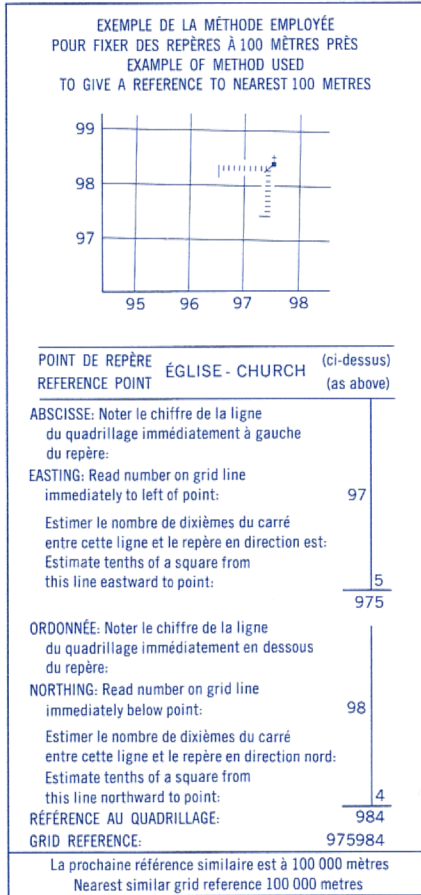 EXEMPLE DE LA MÉTHODE EMPLOYÉE
POUR FIXER DES REPÈRES À 100 MÈTRES PRÈS
EXAMPLE OF METHOD USED
TO GIVE A REFERENCE TO NEAREST 100 METRES
99
98
97
95 96 97 98
POINT DE REPÈRE
REFERENCE POINT
ÉGLISE - CHURCH
(ci-dessus)
(as above)
ABSCISSE: Noter le chiffre de la ligne
du quadrillage immédiatement à gauche
du repère:
EASTING: Read number on grid line
immediately to left of point: 97
Estimer le nombre de dixièmes du carré
entre cette ligne et le repère en direction est:
Estimate tenths of a square from
this line eastward to point: 5
975
ORDONNÉE: Noter le chiffre de la ligne
du quadrillage immédiatement en dessous
du repère:
NORTHING: Read number on grid line
immediately below point: 98
Estimer le nombre de dixièmes du carré
entre cette ligne et le repère en direction nord:
Estimate tenths of a square from
this line northward to point: 4
RÉFÉRENCE AU QUADRILLAGE: 984
GRID REFERENCE: 975984
La prochaine référence similaire est à 100 000 mètres
Nearest similar grid reference 100 000 metres